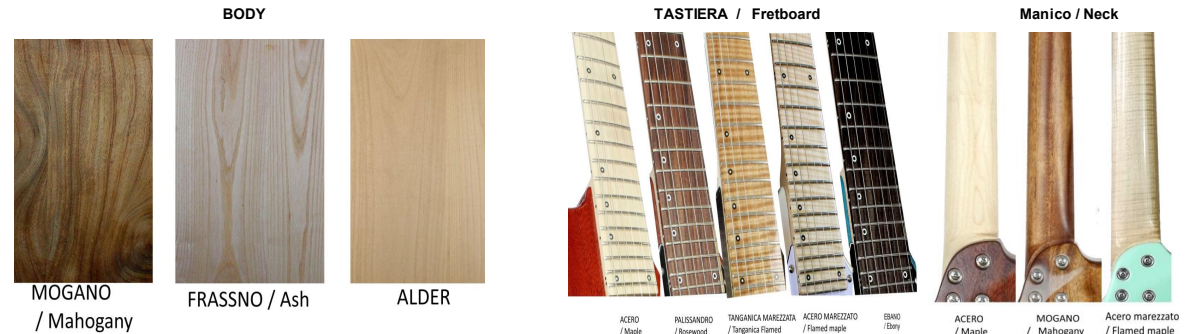 BODY
TASTIERA / Fretboard
Manico / Neck
MOGANO
/ Mahogany
FRASSNO / Ash
ALDER
ACERO
/ Maple
PALISSANDRO
/ Rosewood
TANGANICA MAREZZATA
/ Tanganica Flamed
ACERO MAREZZATO
/ Flamed maple
EBANO
/ Ebony
ACERO
/ Maple
MOGANO
/ Mahogany
Acero marezzato
/ Flamed maple